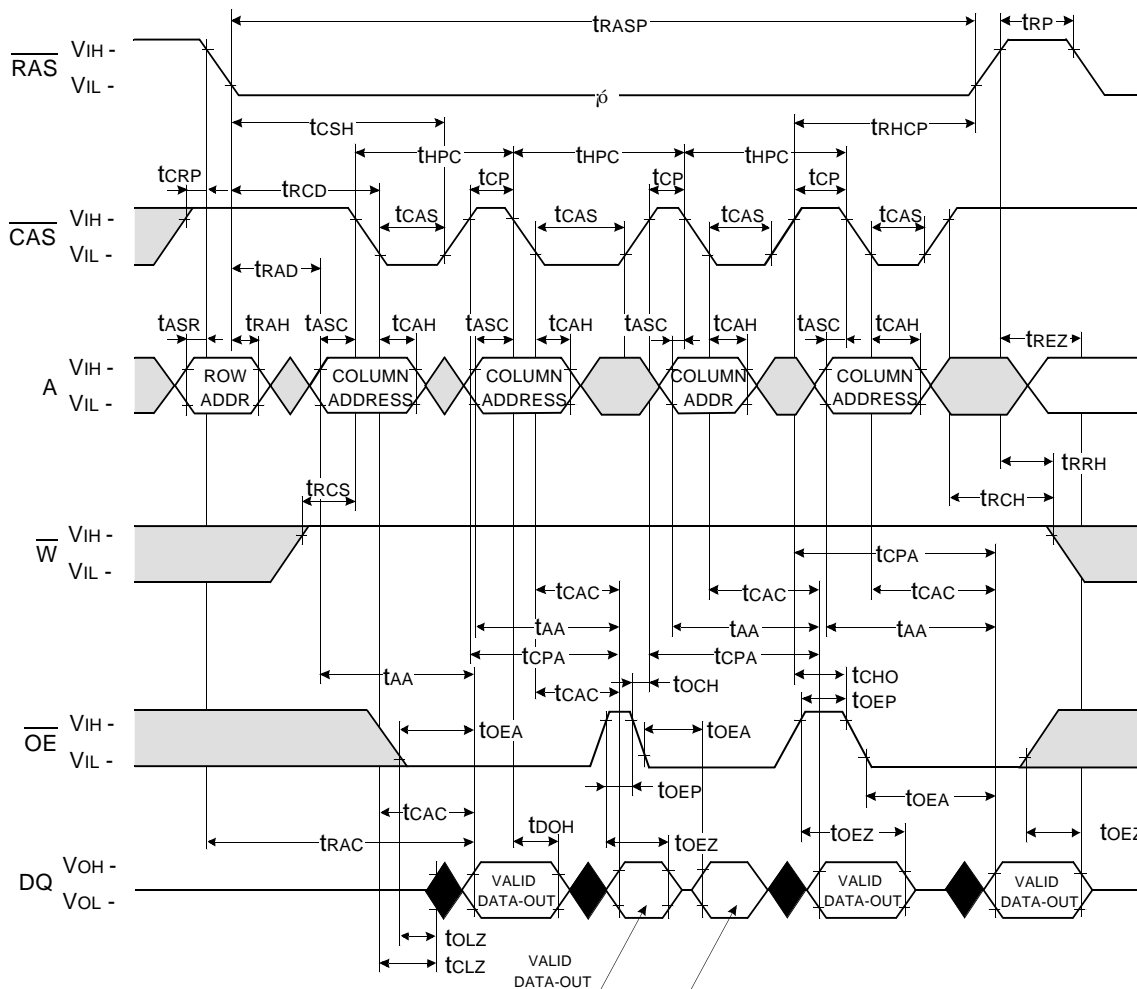 tRASP
tRP
RAS
VIH -
VIL -
ró
tCSH
tRHCP
tHPC
tHPC
tHPC
tCRP
tRCD
tCP
tCP
tCP
CAS
VIH -
VIL -
tCAS
tCAS
tCAS
tCAS
tRAD
tASR
tRAH
tASC
tCAH
tASC
tCAH
tASC
tCAH
tASC
tCAH
tREZ
A
VIH -
VIL -
ROW
ADDR
COLUMN
ADDRESS
COLUMN
ADDRESS
COLUMN
ADDR
COLUMN
ADDRESS
tRRH
tRCS
tRCH
W
VIH -
VIL -
tCPA
tCAC
tCAC
tCAC
tAA
tAA
tAA
tCPA
tCPA
tAA
tCAC
tOCH
tCHO
tOEP
OE
VIH -
VIL -
tOEA
tOEA
tOEP
tOEA
tCAC
tDOH
tOEZ
tOEZ
tOEZ
tRAC
DQ
VOH -
VOL -
VALID
DATA-OUT
VALID
DATA-OUT
VALID
DATA-OUT
tOLZ
tCLZ
VALID
DATA-OUT